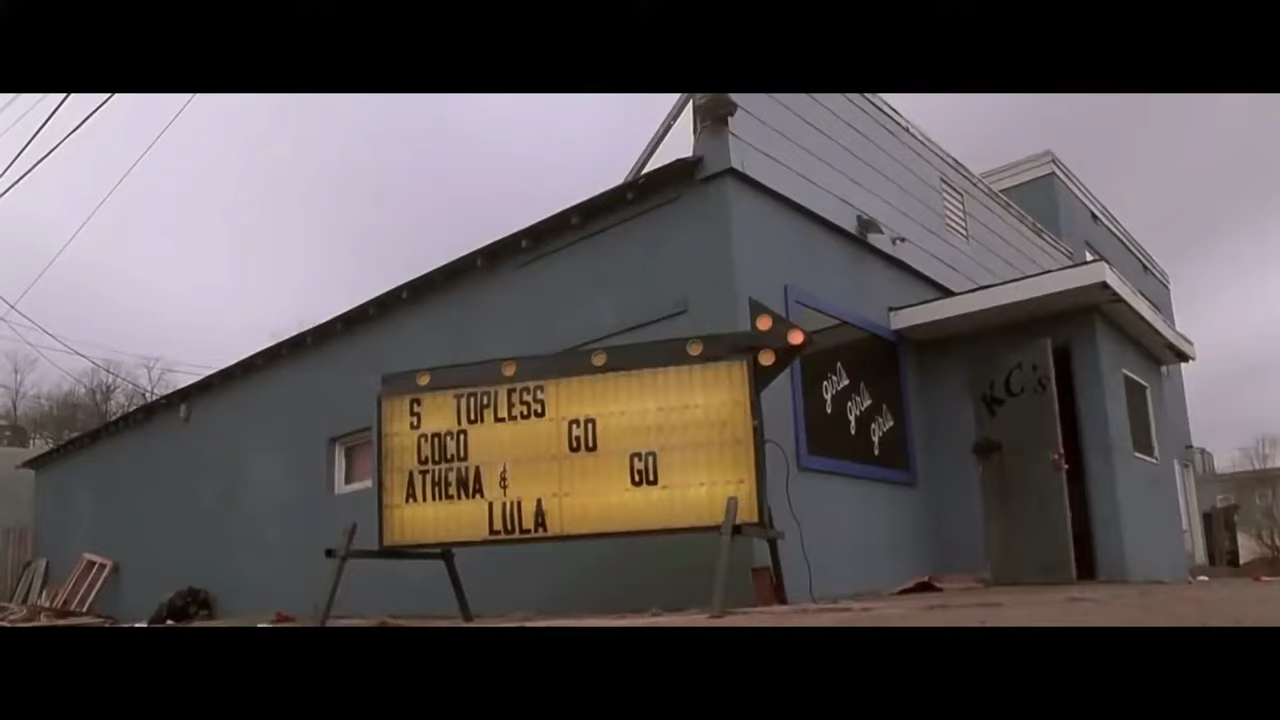 S TOPLESS
COCO GO
ATHENA & GO
LULA
girls
girls
girls
KC's